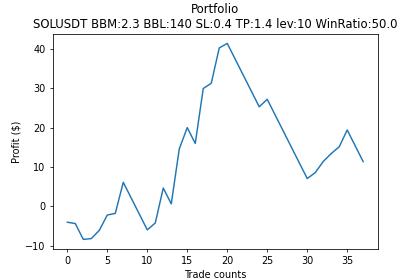 Portfolio
SOLUSDT BBM:2.3 BBL:140 SL:0.4 TP:1.4 lev:10 WinRatio:50.0
40
30
20
10
0
−10
Profit ($)
0 5 10 15 20 25 30 35
Trade counts